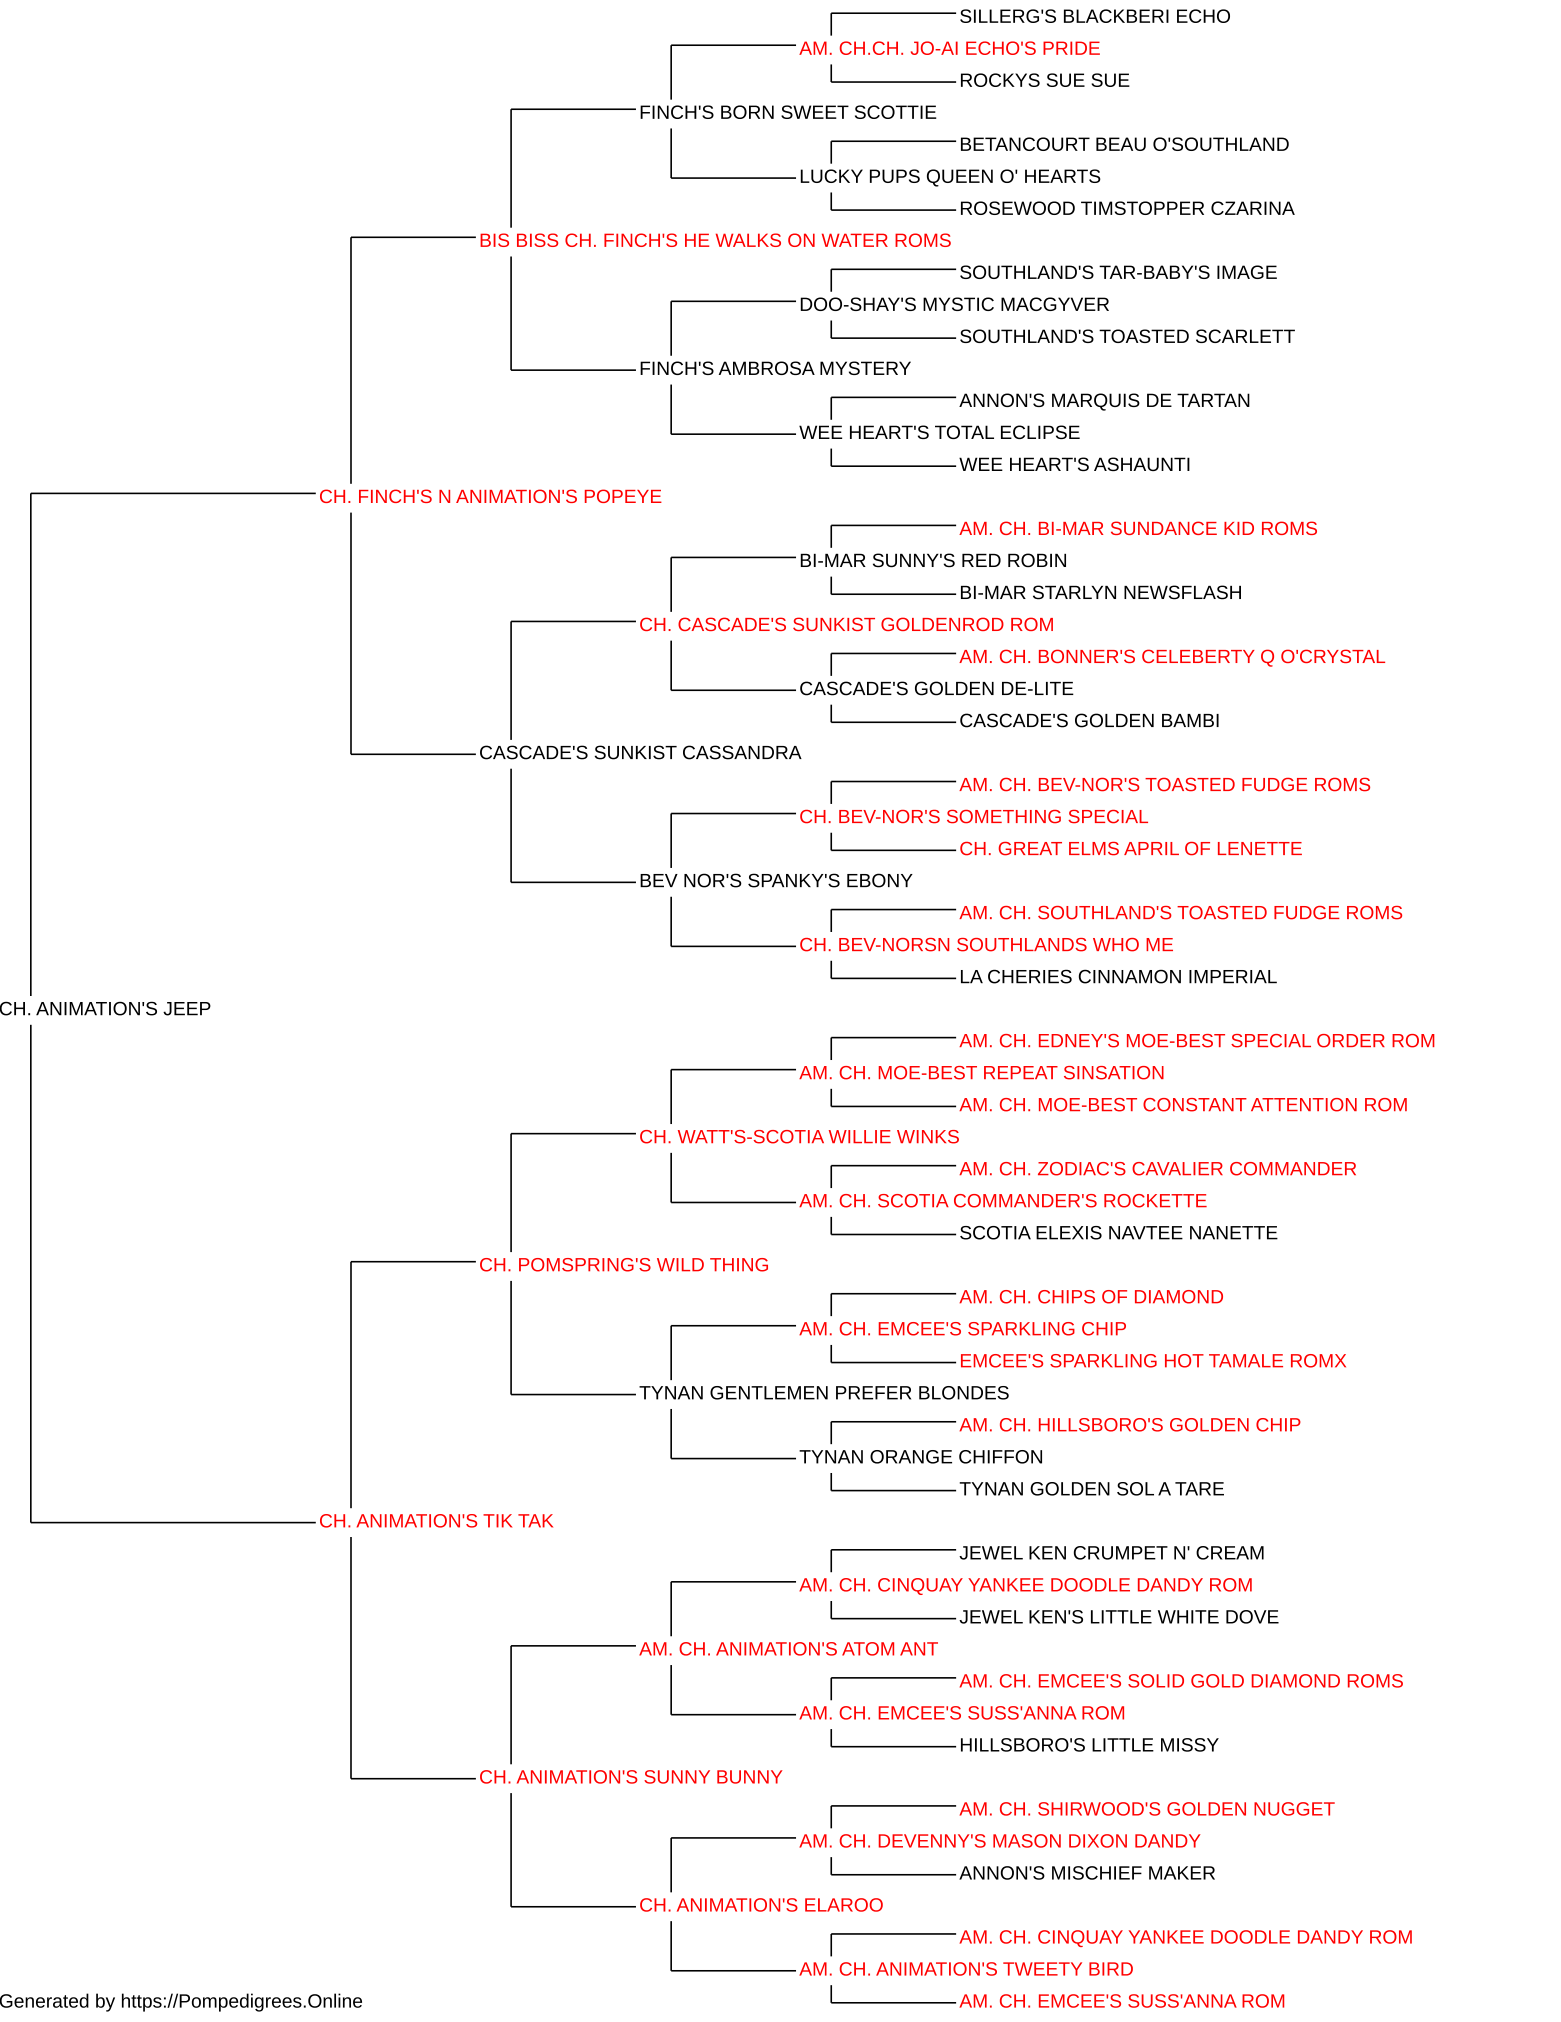 SILLERG'S BLACKBERI ECHO
AM. CH.CH. JO-AI ECHO'S PRIDE
ROCKYS SUE SUE
FINCH'S BORN SWEET SCOTTIE
BETANCOURT BEAU O'SOUTHLAND
LUCKY PUPS QUEEN O' HEARTS
ROSEWOOD TIMSTOPPER CZARINA
BIS BISS CH. FINCH'S HE WALKS ON WATER ROMS
SOUTHLAND'S TAR-BABY'S IMAGE
DOO-SHAY'S MYSTIC MACGYVER
SOUTHLAND'S TOASTED SCARLETT
FINCH'S AMBROSA MYSTERY
ANNON'S MARQUIS DE TARTAN
WEE HEART'S TOTAL ECLIPSE
WEE HEART'S ASHAUNTI
CH. FINCH'S N ANIMATION'S POPEYE
AM. CH. BI-MAR SUNDANCE KID ROMS
BI-MAR SUNNY'S RED ROBIN
BI-MAR STARLYN NEWSFLASH
CH. CASCADE'S SUNKIST GOLDENROD ROM
AM. CH. BONNER'S CELEBERTY Q O'CRYSTAL
CASCADE'S GOLDEN DE-LITE
CASCADE'S GOLDEN BAMBI
CASCADE'S SUNKIST CASSANDRA
AM. CH. BEV-NOR'S TOASTED FUDGE ROMS
CH. BEV-NOR'S SOMETHING SPECIAL
CH. GREAT ELMS APRIL OF LENETTE
BEV NOR'S SPANKY'S EBONY
AM. CH. SOUTHLAND'S TOASTED FUDGE ROMS
CH. BEV-NORSN SOUTHLANDS WHO ME
LA CHERIES CINNAMON IMPERIAL
CH. ANIMATION'S JEEP
AM. CH. EDNEY'S MOE-BEST SPECIAL ORDER ROM
AM. CH. MOE-BEST REPEAT SINSATION
AM. CH. MOE-BEST CONSTANT ATTENTION ROM
CH. WATT'S-SCOTIA WILLIE WINKS
AM. CH. ZODIAC'S CAVALIER COMMANDER
AM. CH. SCOTIA COMMANDER'S ROCKETTE
SCOTIA ELEXIS NAVTEE NANETTE
CH. POMSPRING'S WILD THING
AM. CH. CHIPS OF DIAMOND
AM. CH. EMCEE'S SPARKLING CHIP
EMCEE'S SPARKLING HOT TAMALE ROMX
TYNAN GENTLEMEN PREFER BLONDES
AM. CH. HILLSBORO'S GOLDEN CHIP
TYNAN ORANGE CHIFFON
TYNAN GOLDEN SOL A TARE
CH. ANIMATION'S TIK TAK
JEWEL KEN CRUMPET N' CREAM
AM. CH. CINQUAY YANKEE DOODLE DANDY ROM
JEWEL KEN'S LITTLE WHITE DOVE
AM. CH. ANIMATION'S ATOM ANT
AM. CH. EMCEE'S SOLID GOLD DIAMOND ROMS
AM. CH. EMCEE'S SUSS'ANNA ROM
HILLSBORO'S LITTLE MISSY
CH. ANIMATION'S SUNNY BUNNY
AM. CH. SHIRWOOD'S GOLDEN NUGGET
AM. CH. DEVENNY'S MASON DIXON DANDY
ANNON'S MISCHIEF MAKER
CH. ANIMATION'S ELAROO
AM. CH. CINQUAY YANKEE DOODLE DANDY ROM
AM. CH. ANIMATION'S TWEETY BIRD
AM. CH. EMCEE'S SUSS'ANNA ROM
Generated by https://Pompedigrees.Online